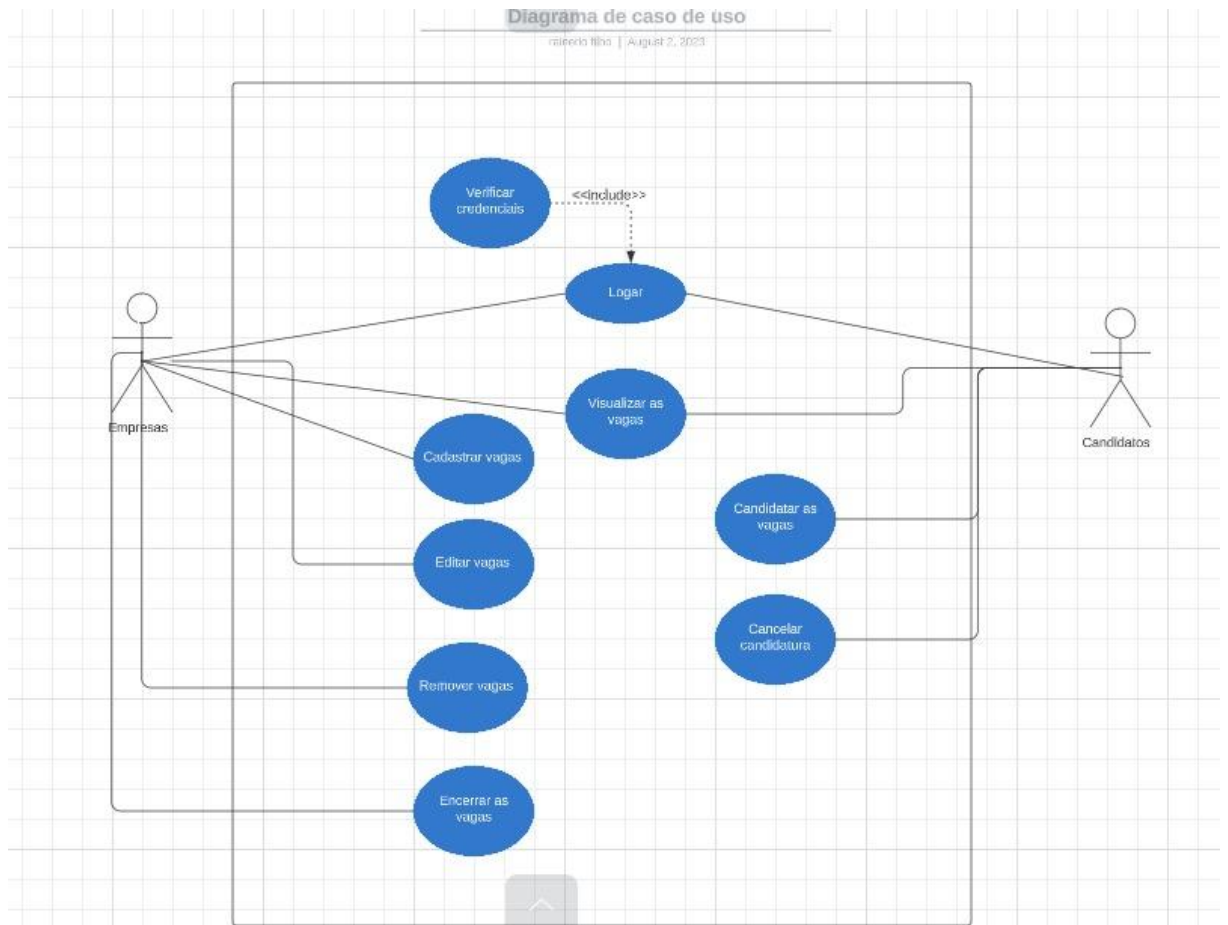 Diagrama de caso de uso
filho | August 2, 2023
Verificar
credenciais
<<include>>
Logar
Visualizar as
vagas
Empresas
Candidatos
Cadastrar vagas
Candidatar as
vagas
Editar vagas
Cancelar
candidatura
Remover vagas
Encerrar as
vagas